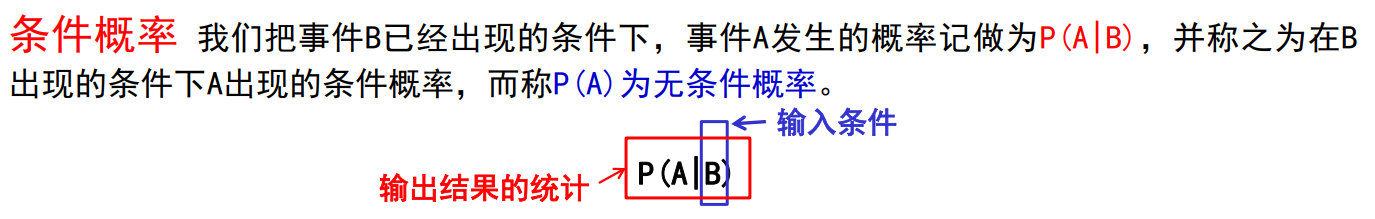 条件概率 我们把事件B已经出现的条件下，事件A发生的概率记做为P(A|B)，并称之为在B
出现的条件下A出现的条件概率，而称P(A)为无条件概率。
输入条件
P(A|B)
输出结果的统计